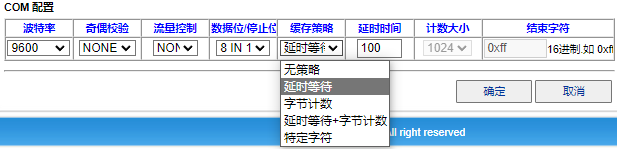 COM 配置
波特率 奇偶校验 流量控制 数据位/停止位 缓存策略 延时时间 计数大小 结束字符
9600 NONE NON 8 IN 1 延时等待 100 1024 0xff 16进制.如 0xff
无策略
延时等待
字节计数
延时等待+字节计数
特定字符
确定 取消
All right reserved